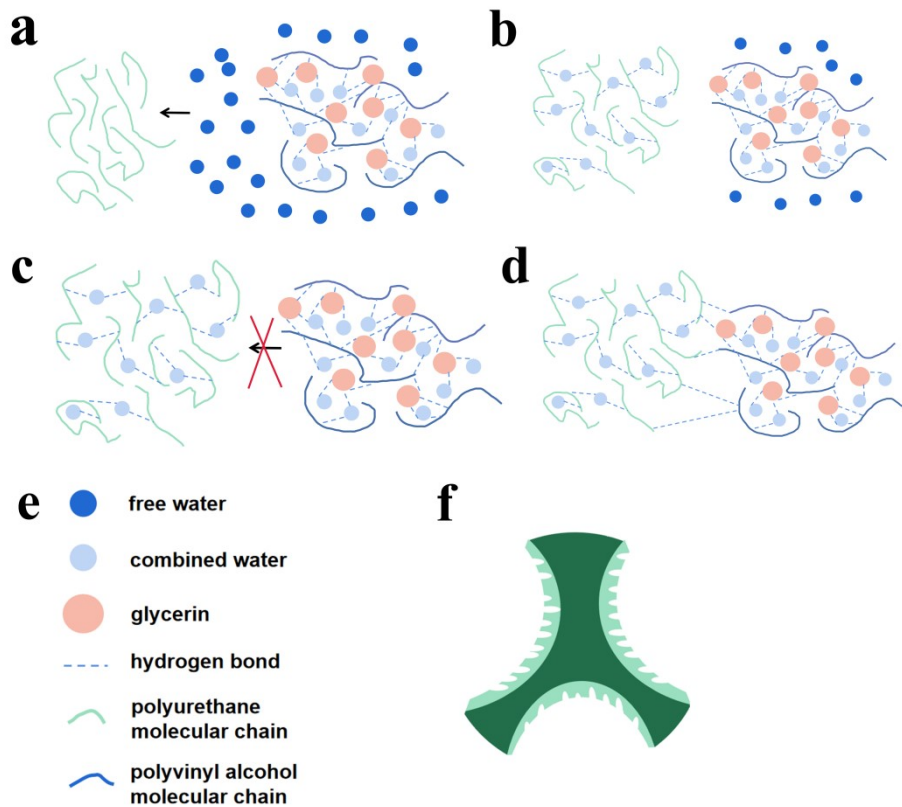 a
b
c
d
e
free water
combined water
glycerin
hydrogen bond
polyurethane
molecular chain
polyvinyl alcohol
molecular chain
f